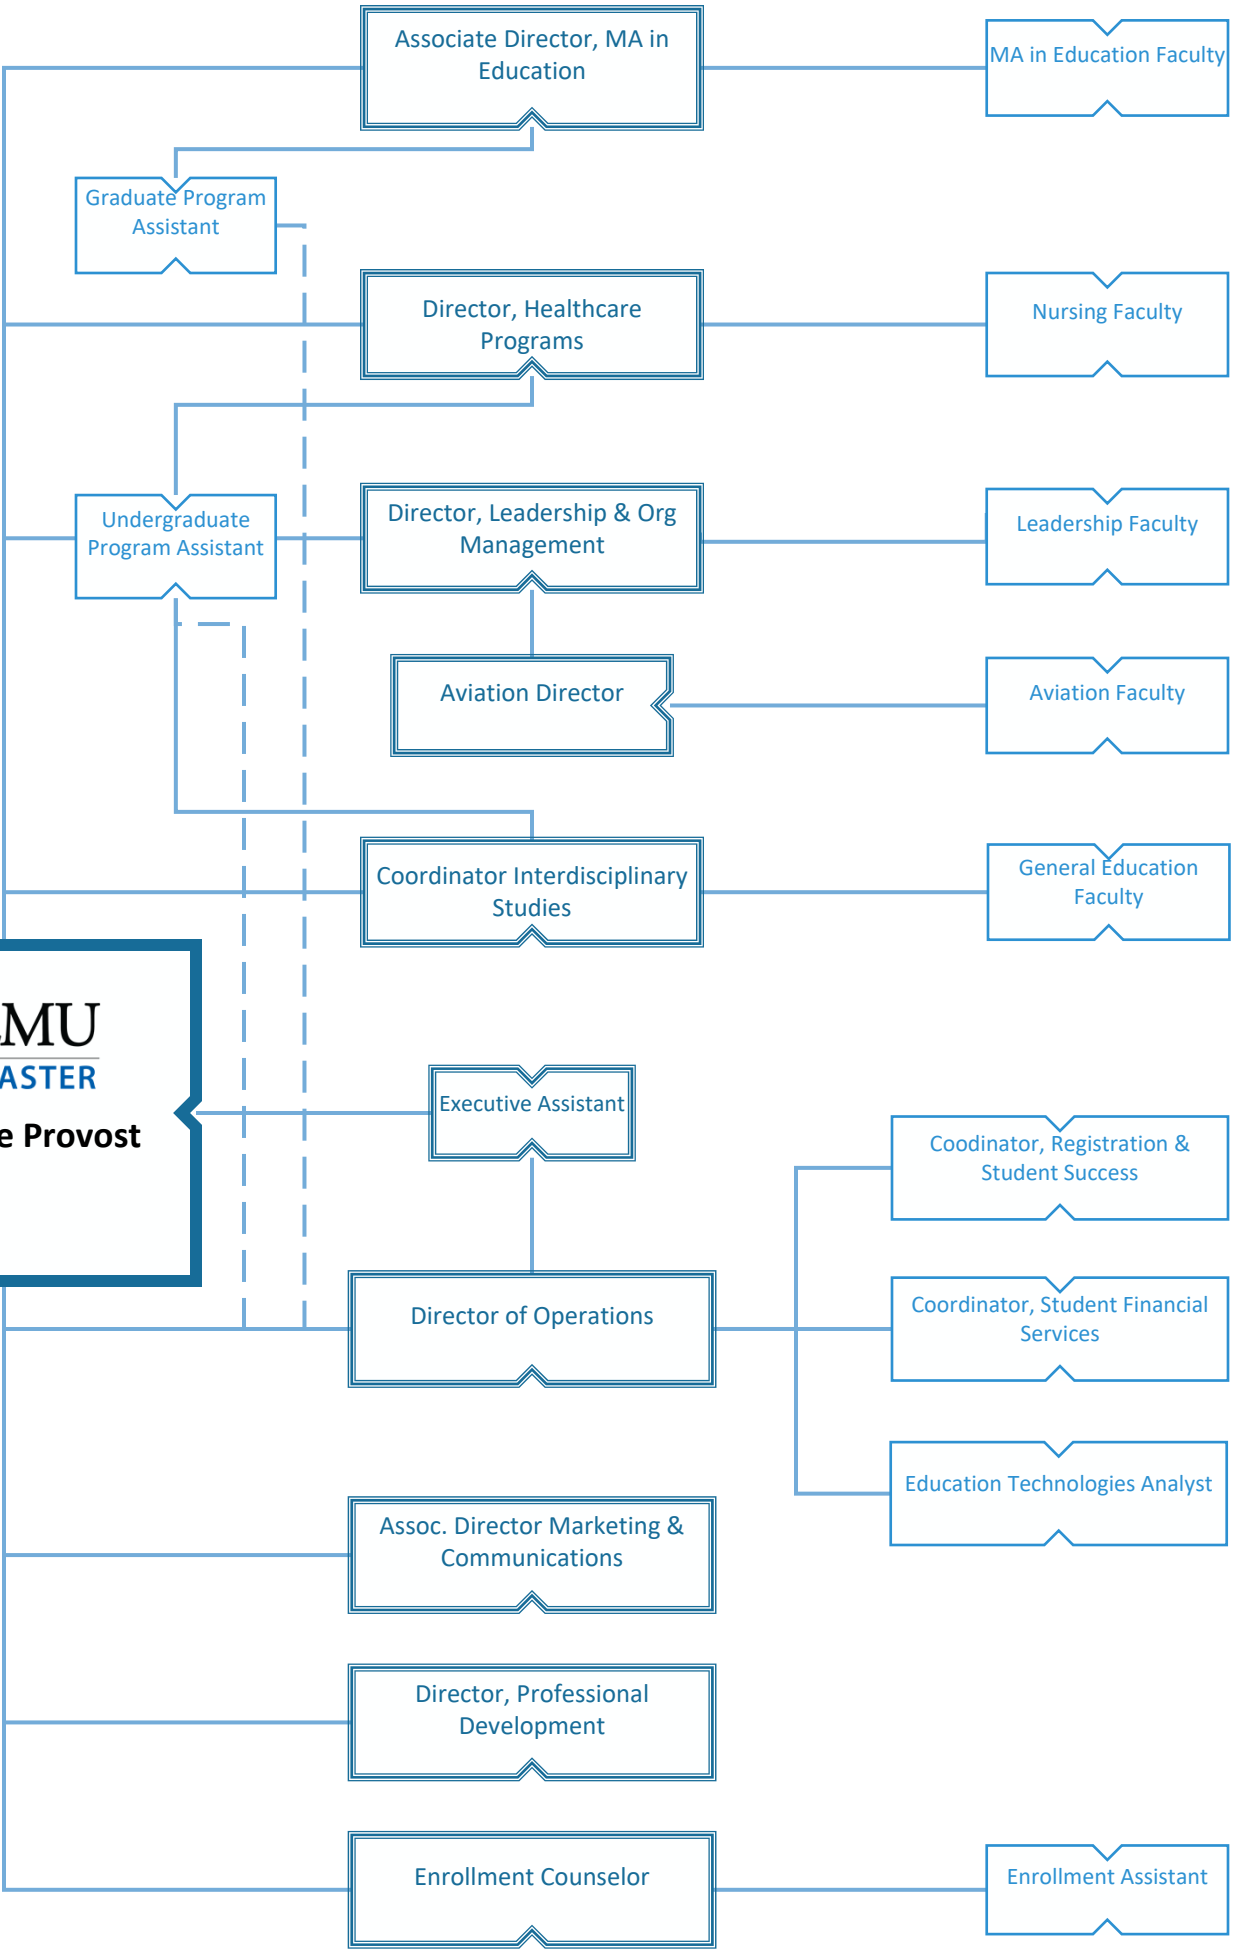 Associate Director, MA in
Education
MA in Education Faculty
Graduate Program
Assistant
Director, Healthcare
Programs
Nursing Faculty
Undergraduate
Program Assistant
Director, Leadership & Org
Management
Leadership Faculty
Aviation Director
Aviation Faculty
Coordinator Interdisciplinary
Studies
General Education
Faculty
MU
ASTER
e Provost
Executive Assistant
Coodinator, Registration &
Student Success
Director of Operations
Coordinator, Student Financial
Services
Education Technologies Analyst
Assoc. Director Marketing &
Communications
Director, Professional
Development
Enrollment Counselor
Enrollment Assistant